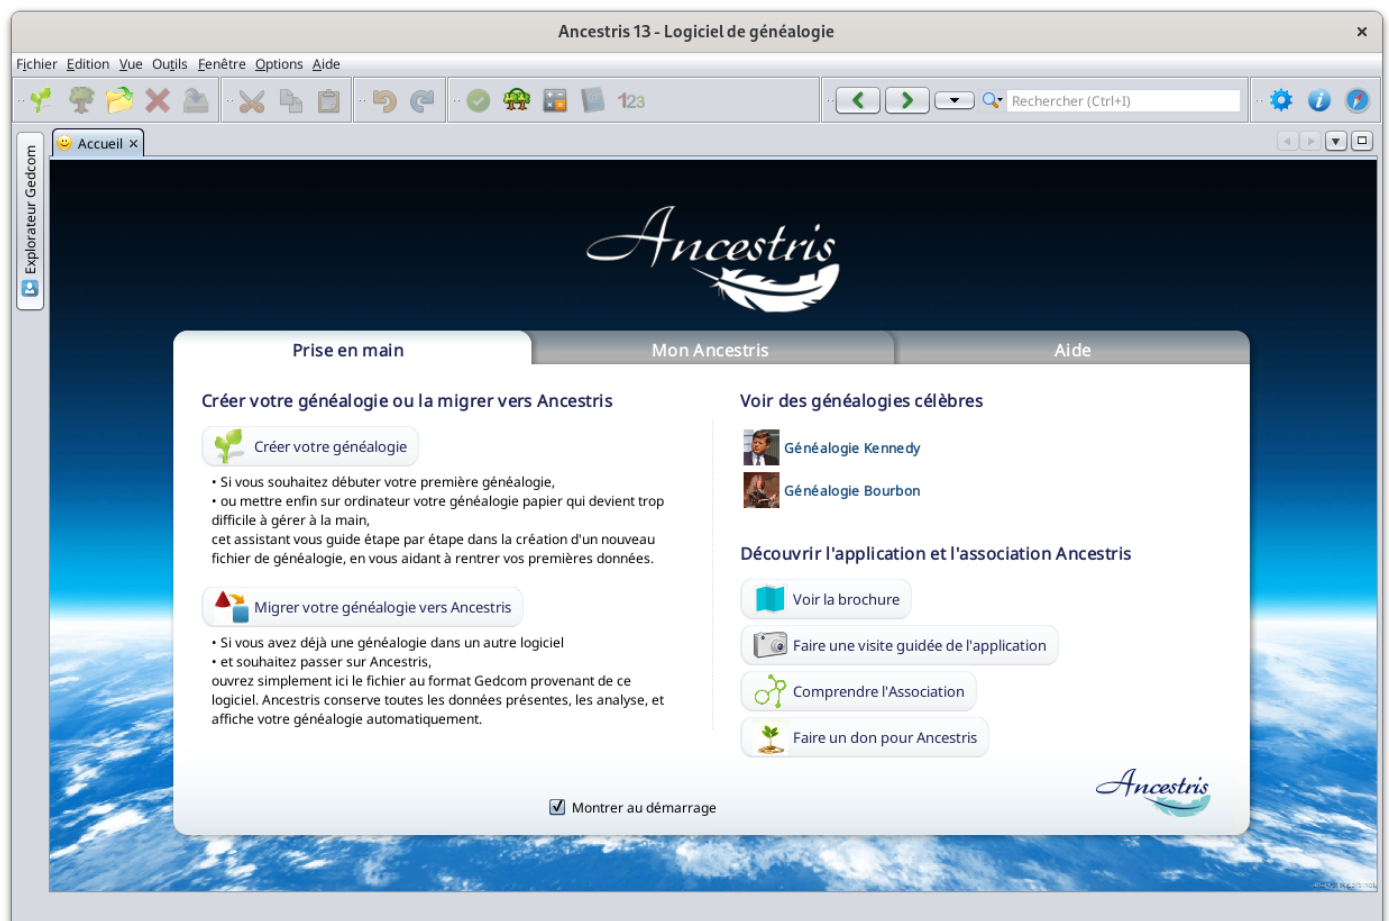 Ancestris 13 - Logiciel de généalogie
Fichier Edition Vue Outils Fenêtre Options Aide
123
Rechercher (Ctrl+I)
Explorateur Gedcom
Accueil
Ancestris
Prise en main
Mon Ancestris
Aide
Créer votre généalogie ou la migrer vers Ancestris
Créer votre généalogie
• Si vous souhaitez débuter votre première généalogie,
• ou mettre enfin sur ordinateur votre généalogie papier qui devient trop
difficile à gérer à la main,
cet assistant vous guide étape par étape dans la création d'un nouveau
fichier de généalogie, en vous aidant à rentrer vos premières données.
Migrer votre généalogie vers Ancestris
• Si vous avez déjà une généalogie dans un autre logiciel
• et souhaitez passer sur Ancestris,
ouvrez simplement ici le fichier au format Gedcom provenant de ce
logiciel. Ancestris conserve toutes les données présentes, les analyse, et
affiche votre généalogie automatiquement.
Voir des généalogies célèbres
Généalogie Kennedy
Généalogie Bourbon
Découvrir l'application et l'association Ancestris
Voir la brochure
Faire une visite guidée de l'application
Comprendre l'Association
Faire un don pour Ancestris
Ancestris
Montrer au démarrage